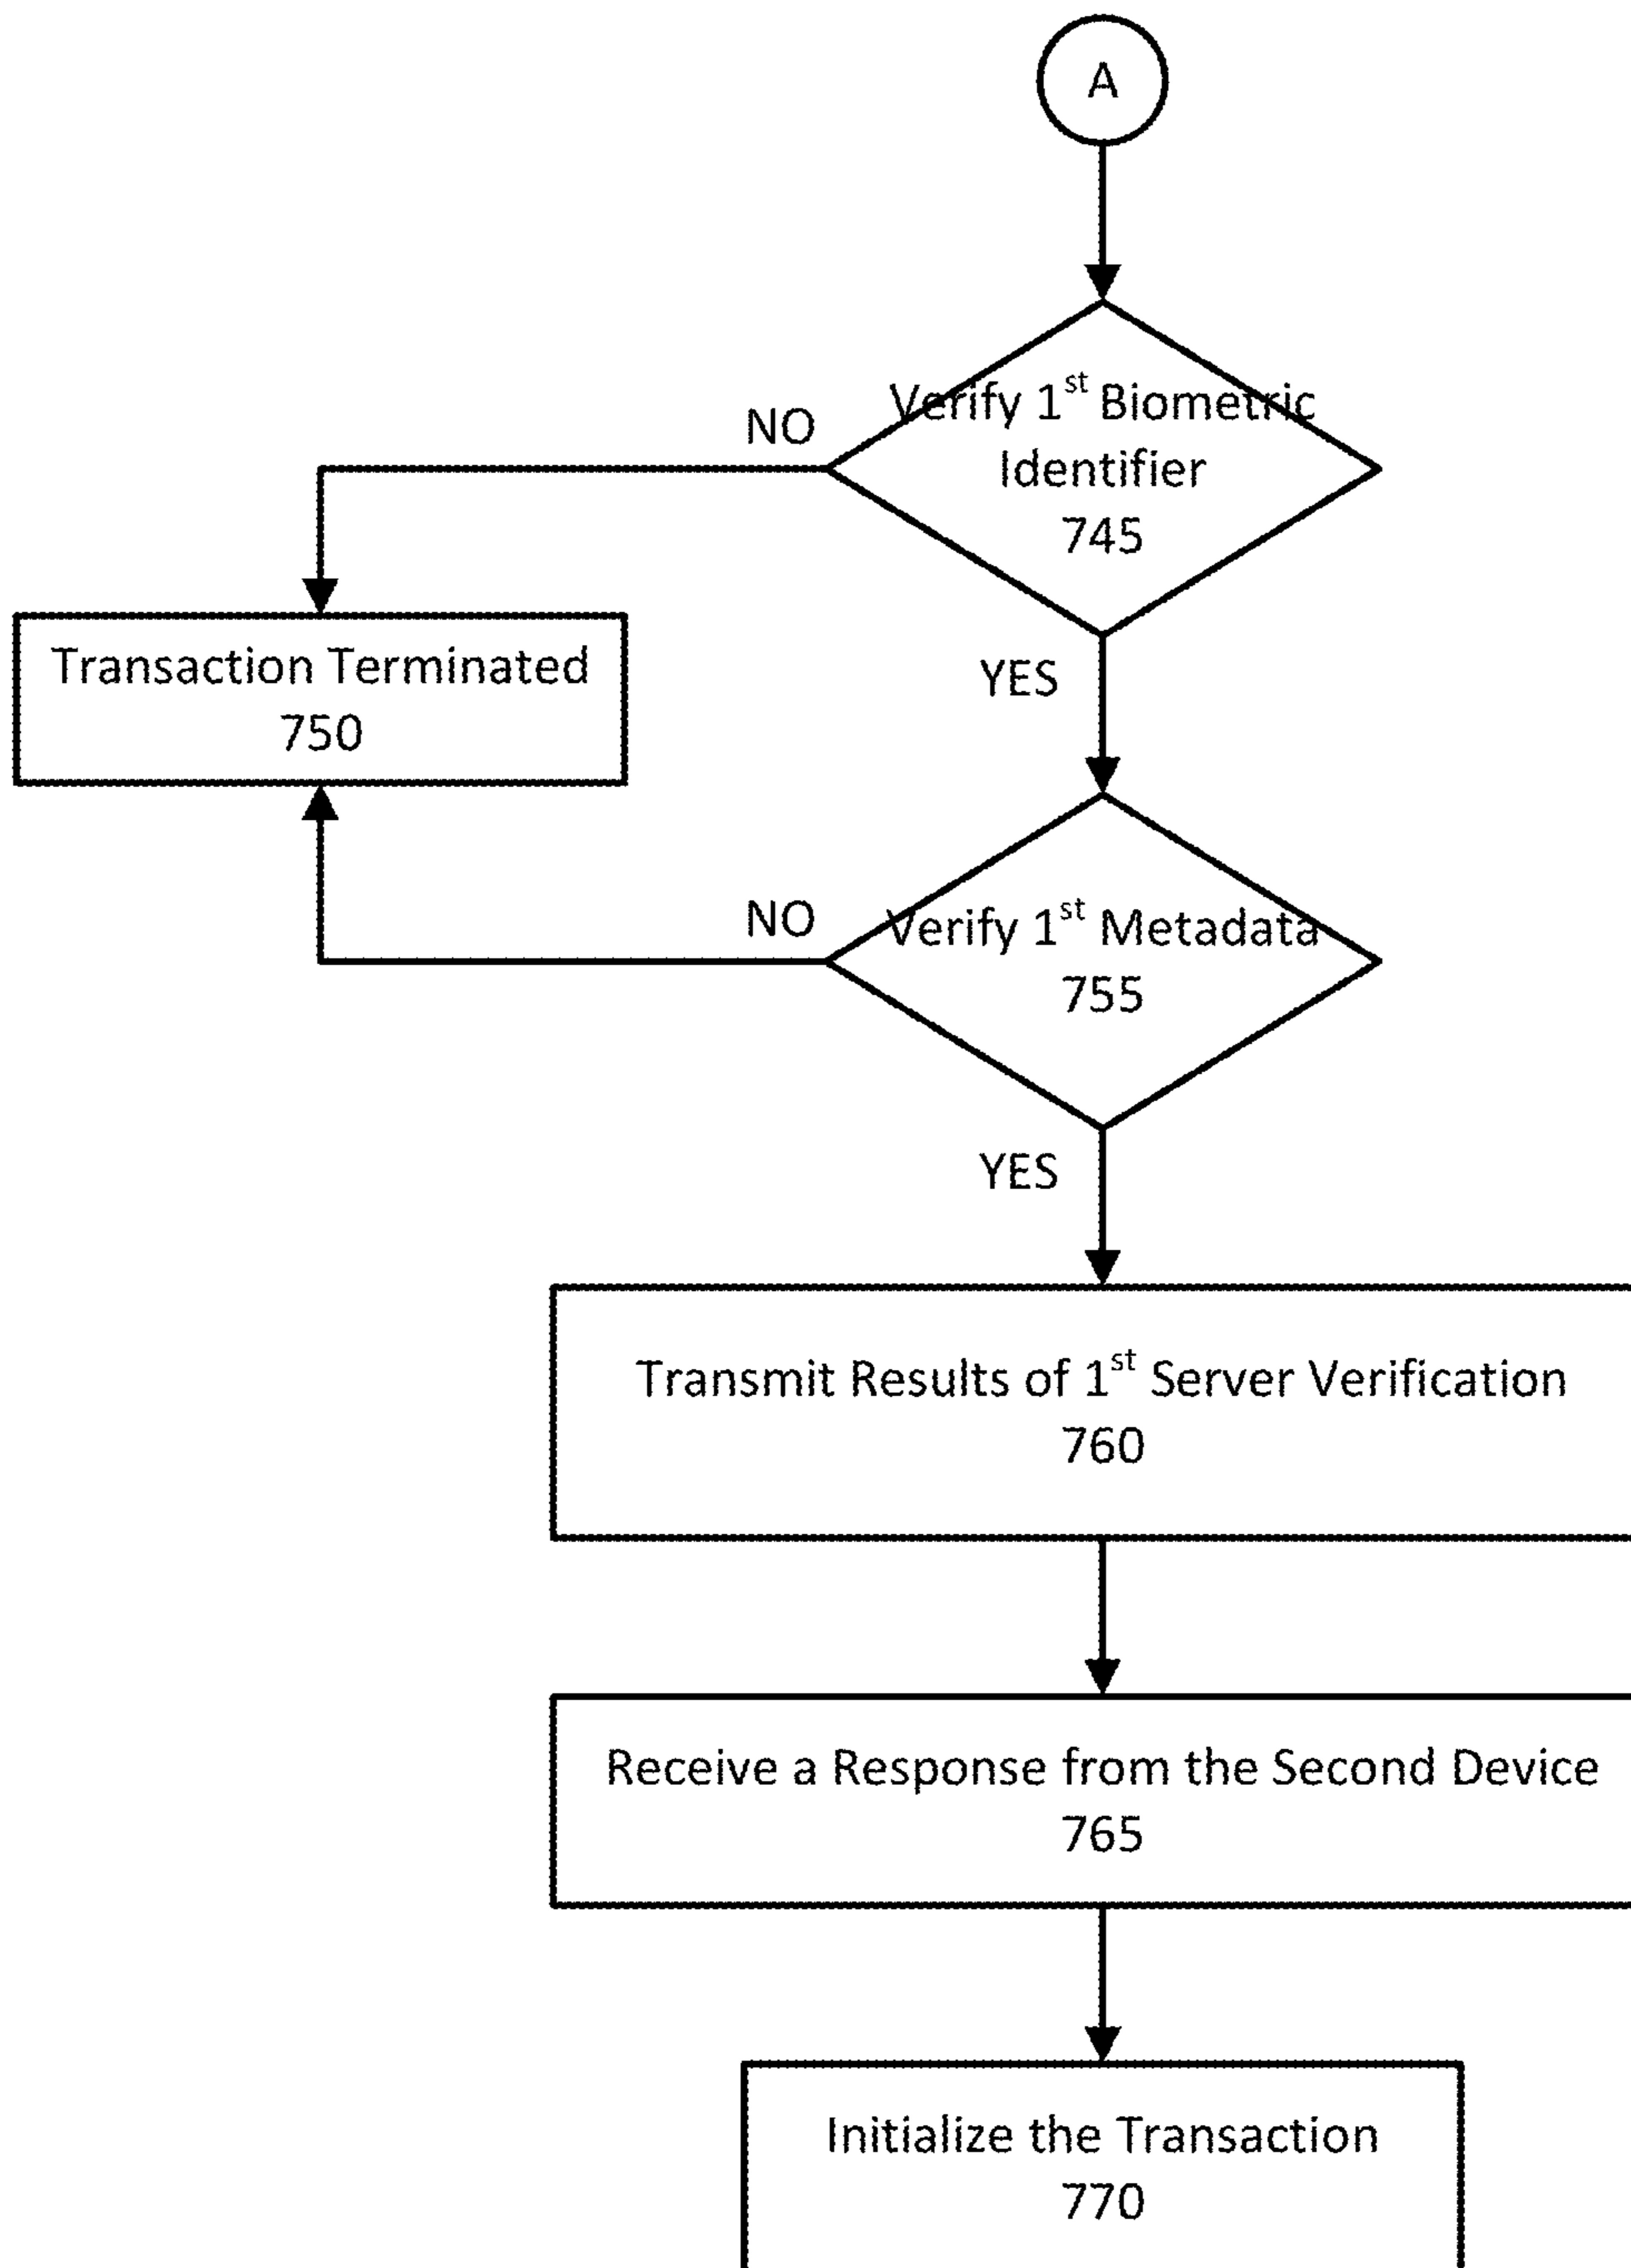 A
Verify 1st Biometric
Identifier
745
NO
Transaction Terminated
750
YES
Verify 1st Metadata
755
NO
YES
Transmit Results of 1st Server Verification
760
Receive a Response from the Second Device
765
Initialize the Transaction
770